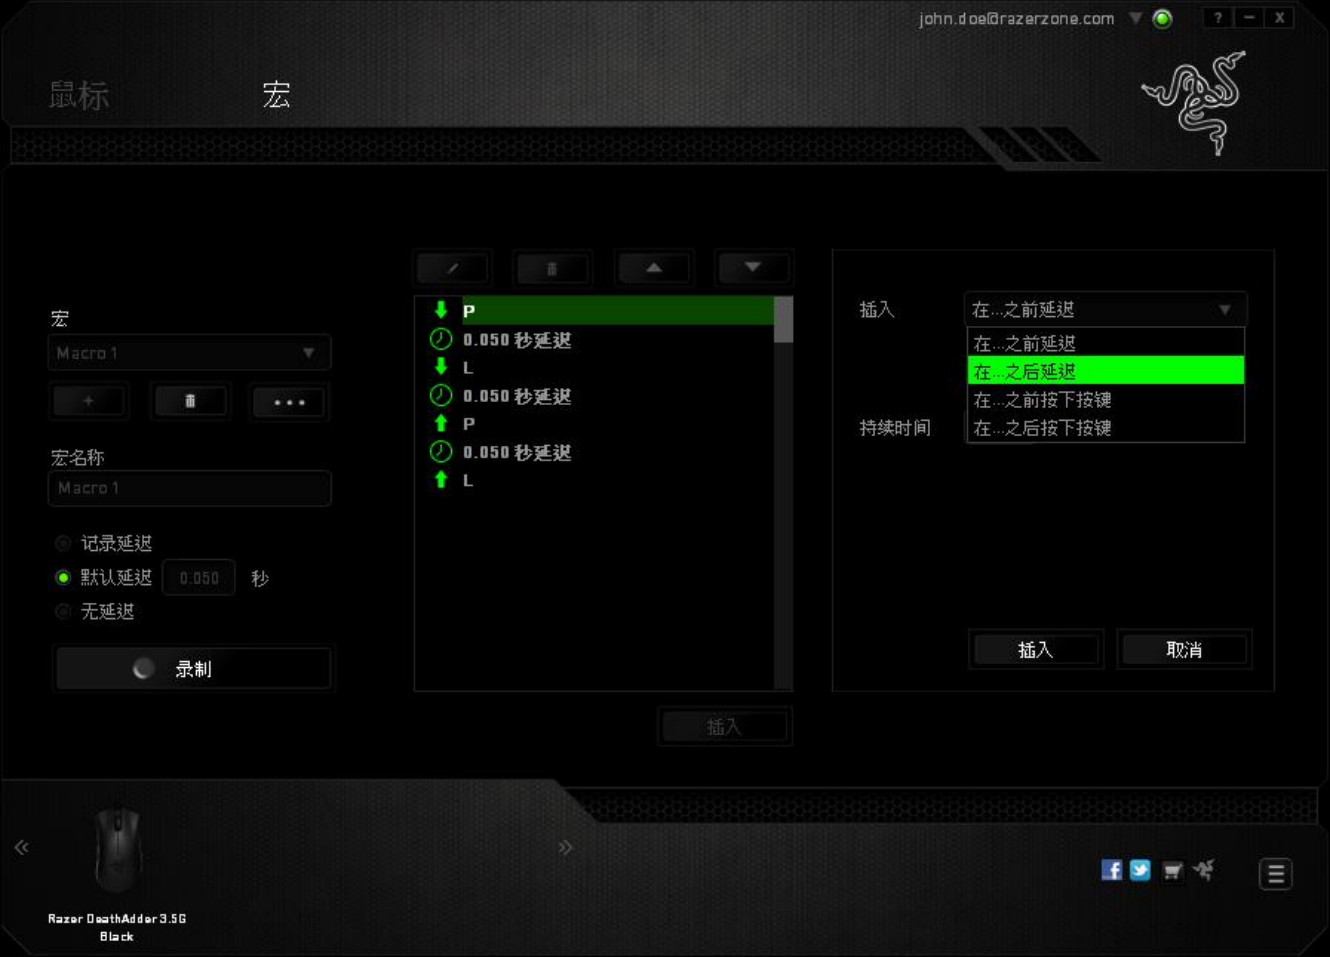 john.doe@razerzone.com
? – X
鼠标
宏
宏
Macro 1
+
宏名称
Macro 1
记录延迟
默认延迟 0.050 秒
无延迟
录制
P
0.050 秒延迟
L
0.050 秒延迟
P
0.050 秒延迟
L
插入
插入 在...之前延迟
在...之前延迟
在...之后延迟
在...之前按下按键
在...之后按下按键
持续时间
插入
取消
Razer DeathAdder 3.5G
Black